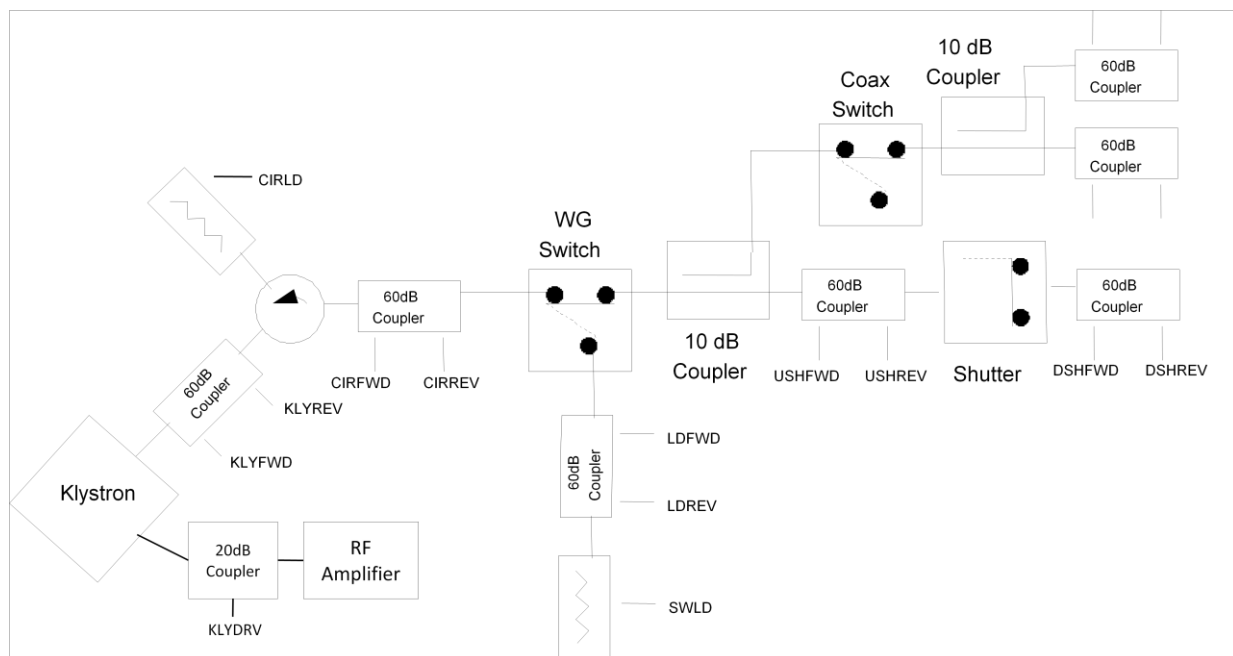 10 dB
Coupler
60dB
Coupler
Coax
Switch
60dB
Coupler
CIRLD
WG
Switch
60dB
Coupler
60dB
Coupler
60dB
Coupler
10 dB
Coupler
CIRFWD
CIRREV
USHFWD
USHREV
Shutter
DSHFWD
DSHREV
60dB
Coupler
KLYREV
KLYFWD
LDFWD
60dB
Coupler
LDREV
Klystron
20dB
Coupler
RF
Amplifier
KLYDRV
SWLD